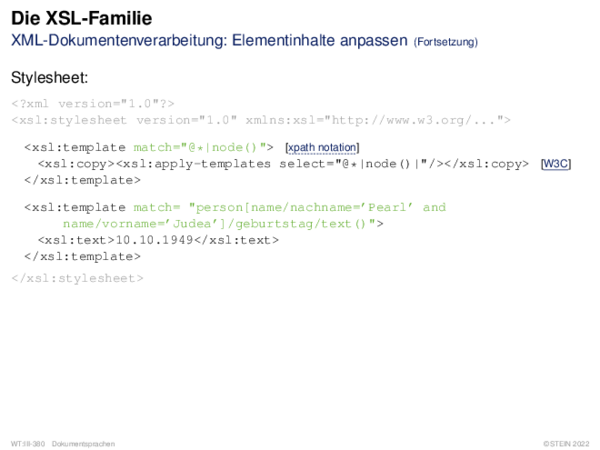 Die XSL-Familie
XML-Dokumentenverarbeitung: Elementinhalte anpassen (Fortsetzung)
Stylesheet:
<?xml version="1.0"?>
<xsl:stylesheet version="1.0" xmlns:xsl="http://www.w3.org/...">
<xsl:template match="@*|node()"> [xpath notation]
<xsl:copy><xsl:apply-templates select="@*|node()|"/></xsl:copy> [W3C]
</xsl:template>
<xsl:template match= "person[name/nachname=’Pearl’ and
name/vorname=’Judea’]/geburtstag/text()">
<xsl:text>10.10.1949</xsl:text>
</xsl:template>
</xsl:stylesheet>
WT:III-380 Dokumentsprachen ©STEIN 2022